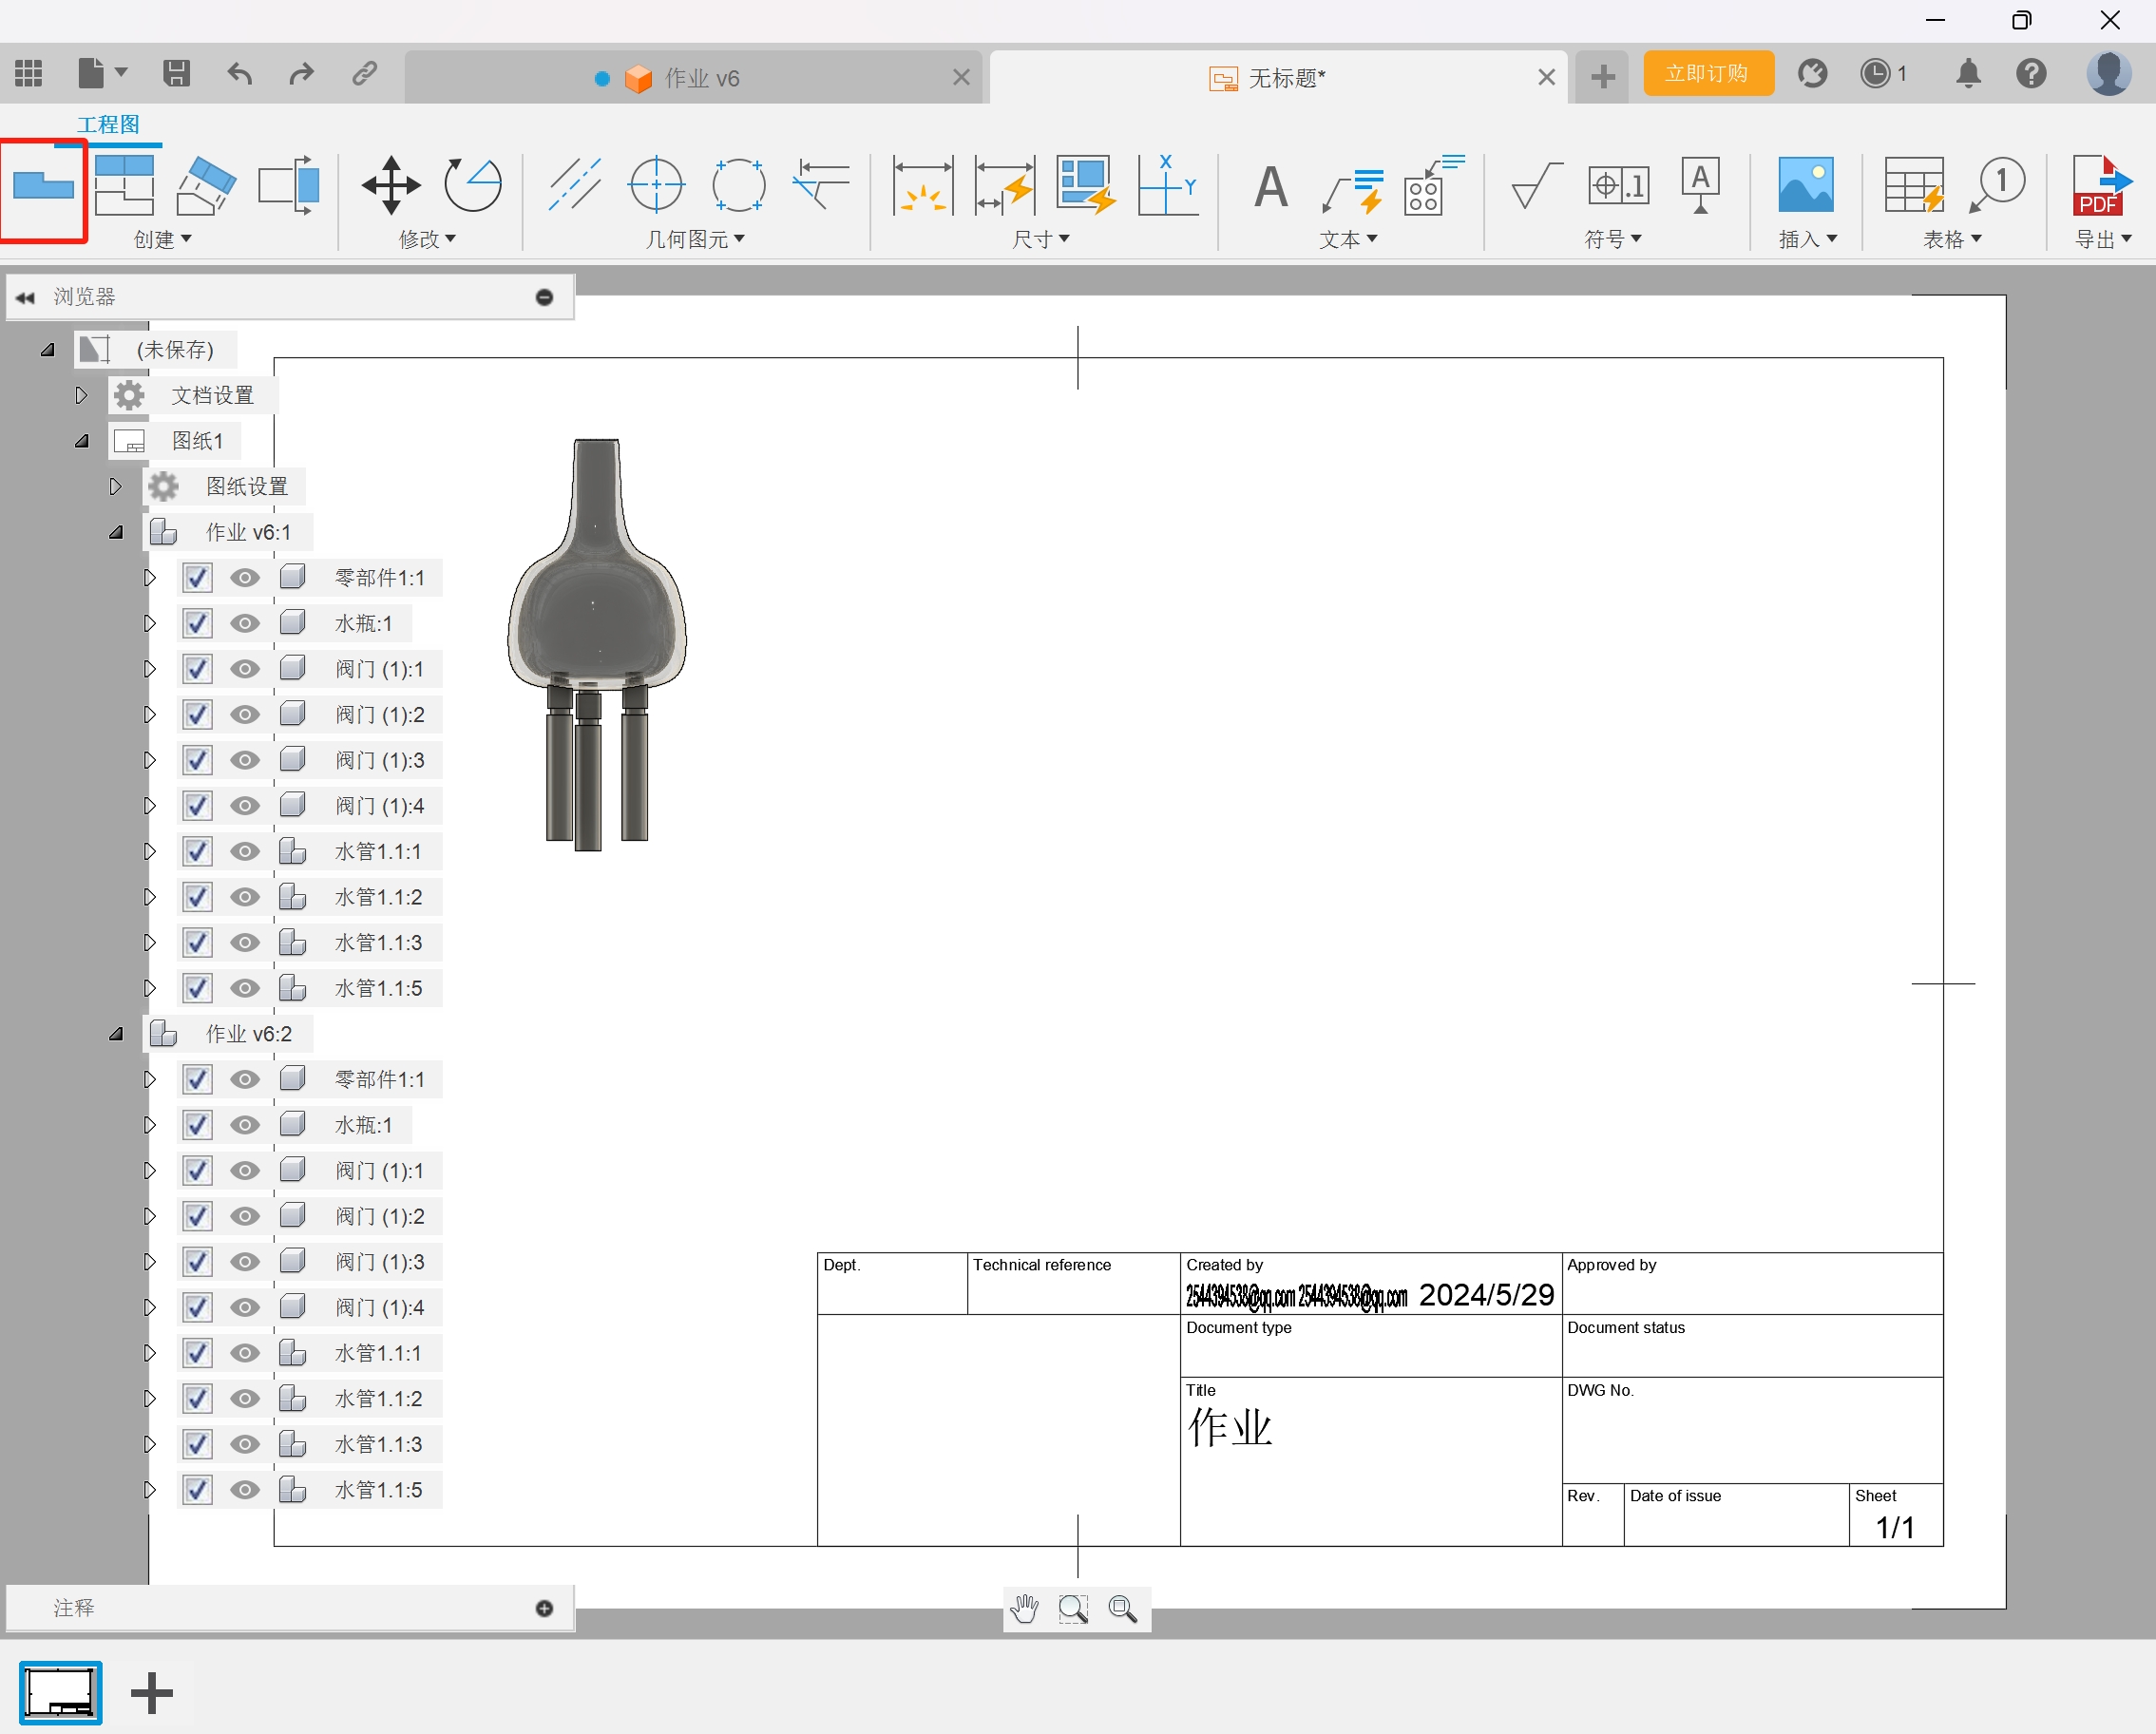 作业 v6
无标题*
立即订购
1
工程图
创建
修改
几何图元
尺寸
文本
符号
插入
表格
导出
X
Y
A
.1
A
1
PDF
浏览器
(未保存)
文档设置
图纸1
图纸设置
作业 v6:1
零部件1:1
水瓶:1
阀门 (1):1
阀门 (1):2
阀门 (1):3
阀门 (1):4
水管1.1:1
水管1.1:2
水管1.1:3
水管1.1:5
作业 v6:2
零部件1:1
水瓶:1
阀门 (1):1
阀门 (1):2
阀门 (1):3
阀门 (1):4
水管1.1:1
水管1.1:2
水管1.1:3
水管1.1:5
Dept.
Technical reference
Created by
2544394538@qq.com 2544394538@qq.com 2024/5/29
Approved by
Document type
Document status
Title
作业
DWG No.
Rev.
Date of issue
Sheet
1/1
注释